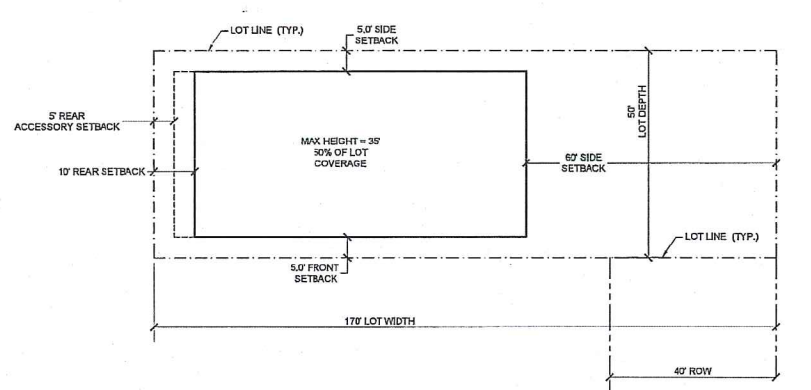 LOT LINE (TYP.)
5.0' SIDE
SETBACK
5' REAR
ACCESSORY SETBACK
50'
LOT DEPTH
MAX HEIGHT = 35'
50% OF LOT
COVERAGE
10' REAR SETBACK
60' SIDE
SETBACK
LOT LINE (TYP.)
5.0' FRONT
SETBACK
170' LOT WIDTH
40' ROW